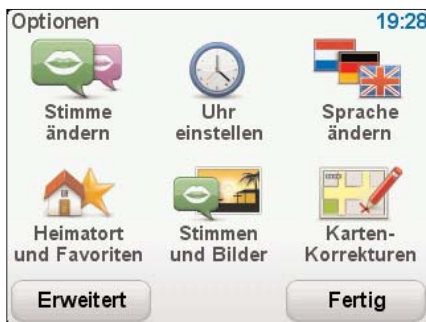 Optionen 19:28
Stimme ändern
Uhr einstellen
Sprache ändern
Heimatort und Favoriten
Stimmen und Bilder
Karten-Korrekturen
Erweitert Fertig